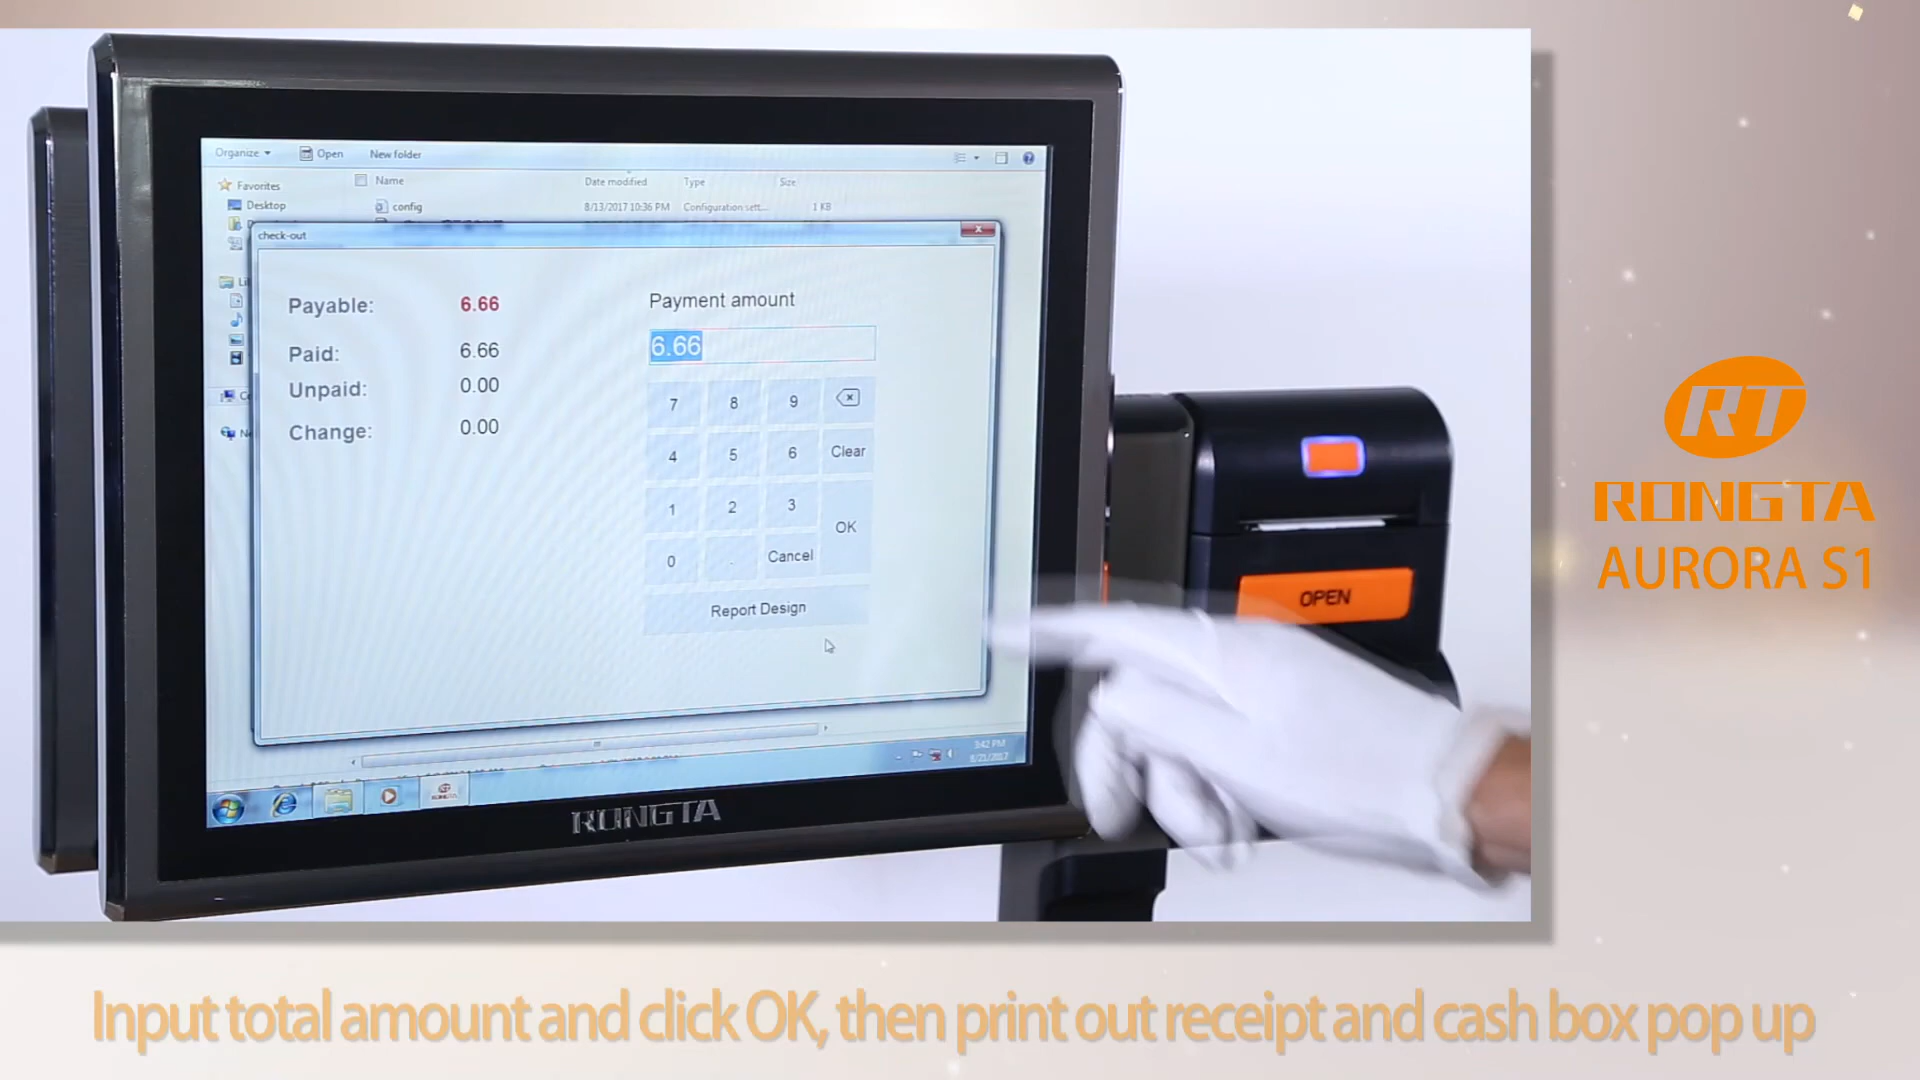 Organize
Open
New folder
Name
Date modified
Type
Size
Favorites
Desktop
config
8/13/2017 10:36 PM
Configuration sett...
1 KB
check-out
x
Payable: 6.66
Paid: 6.66
Unpaid: 0.00
Change: 0.00
Payment amount
6.66
7 8 9
4 5 6 Clear
1 2 3
OK
0 . Cancel
Report Design
RONGTA
OPEN
RT
RONGTA
AURORA S1
Input total amount and click OK, then print out receipt and cash box pop up